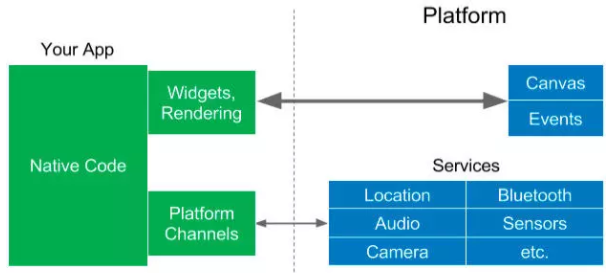 Platform
Your App
Widgets,
Rendering
Canvas
Events
Native Code
Services
Platform
Channels
Location Bluetooth
Audio Sensors
Camera etc.